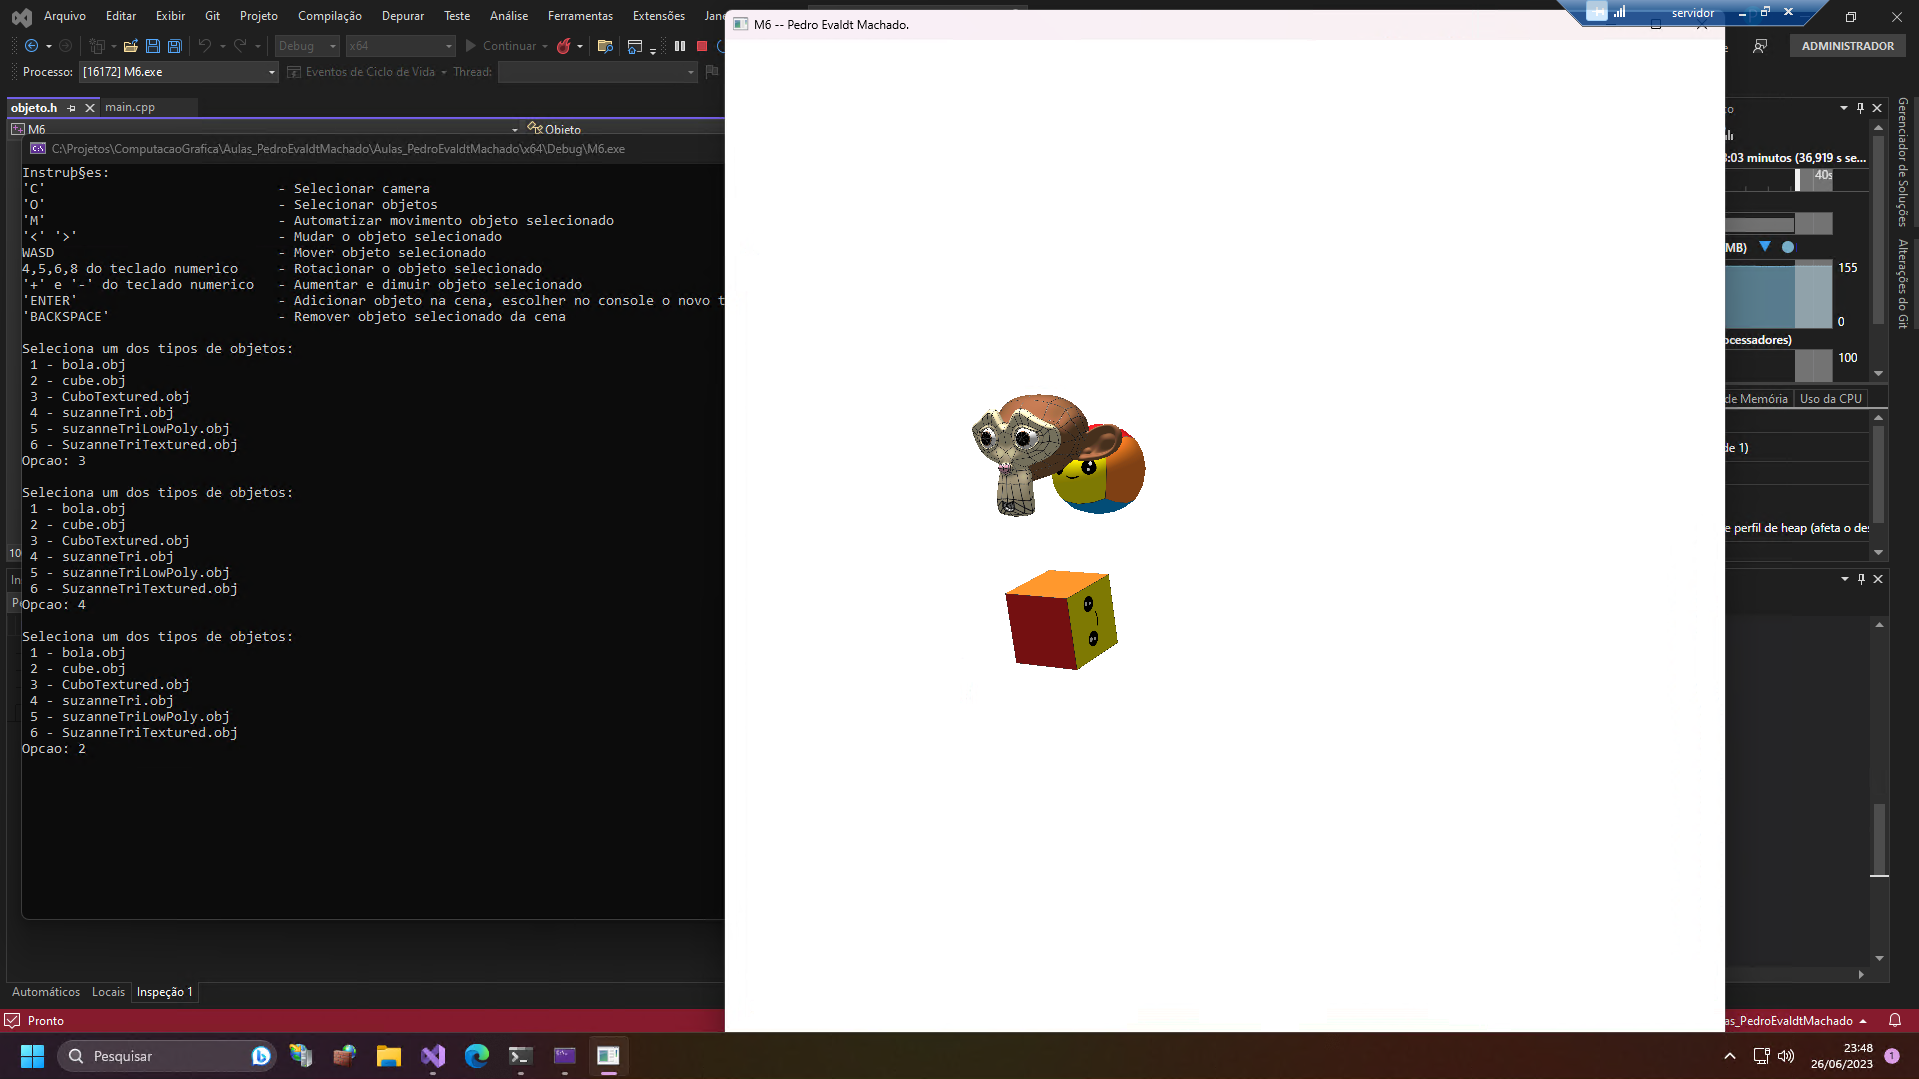 Arquivo Editar Exibir Git Projeto Compilação Depurar Teste Análise Ferramentas Extensões Jane
M6 -- Pedro Evaldt Machado.
servidor
Debug x64 Continuar
ADMINISTRADOR
Processo: [16172] M6.exe Eventos de Ciclo de Vida Thread:
objeto.h main.cpp
M6 Objeto
C:\Projetos\ComputacaoGrafica\Aulas_PedroEvaldtMachado\Aulas_PedroEvaldtMachado\x64\Debug\M6.exe
Instruþ§es:
'C' - Selecionar camera
'O' - Selecionar objetos
'M' - Automatizar movimento objeto selecionado
'<' '>' - Mudar o objeto selecionado
WASD - Mover objeto selecionado
4,5,6,8 do teclado numerico - Rotacionar o objeto selecionado
'+' e '-' do teclado numerico - Aumentar e dimuir objeto selecionado
'ENTER' - Adicionar objeto na cena, escolher no console o novo t
'BACKSPACE' - Remover objeto selecionado da cena
Seleciona um dos tipos de objetos:
1 - bola.obj
2 - cube.obj
3 - CuboTextured.obj
4 - suzanneTri.obj
5 - suzanneTriLowPoly.obj
6 - SuzanneTriTextured.obj
Opcao: 3
Seleciona um dos tipos de objetos:
1 - bola.obj
2 - cube.obj
3 - CuboTextured.obj
4 - suzanneTri.obj
5 - suzanneTriLowPoly.obj
6 - SuzanneTriTextured.obj
Opcao: 4
Seleciona um dos tipos de objetos:
1 - bola.obj
2 - cube.obj
3 - CuboTextured.obj
4 - suzanneTri.obj
5 - suzanneTriLowPoly.obj
6 - SuzanneTriTextured.obj
Opcao: 2
:03 minutos (36,919 s se...
40s
MB)
155
0
ocessadores)
100
de Memória Uso da CPU
de 1)
e perfil de heap (afeta o des
Gerenciador de Soluções
Alterações do Git
10
In
Automáticos Locais Inspeção 1
Pronto
as_PedroEvaldtMachado
Pesquisar
23:48
26/06/2023
1